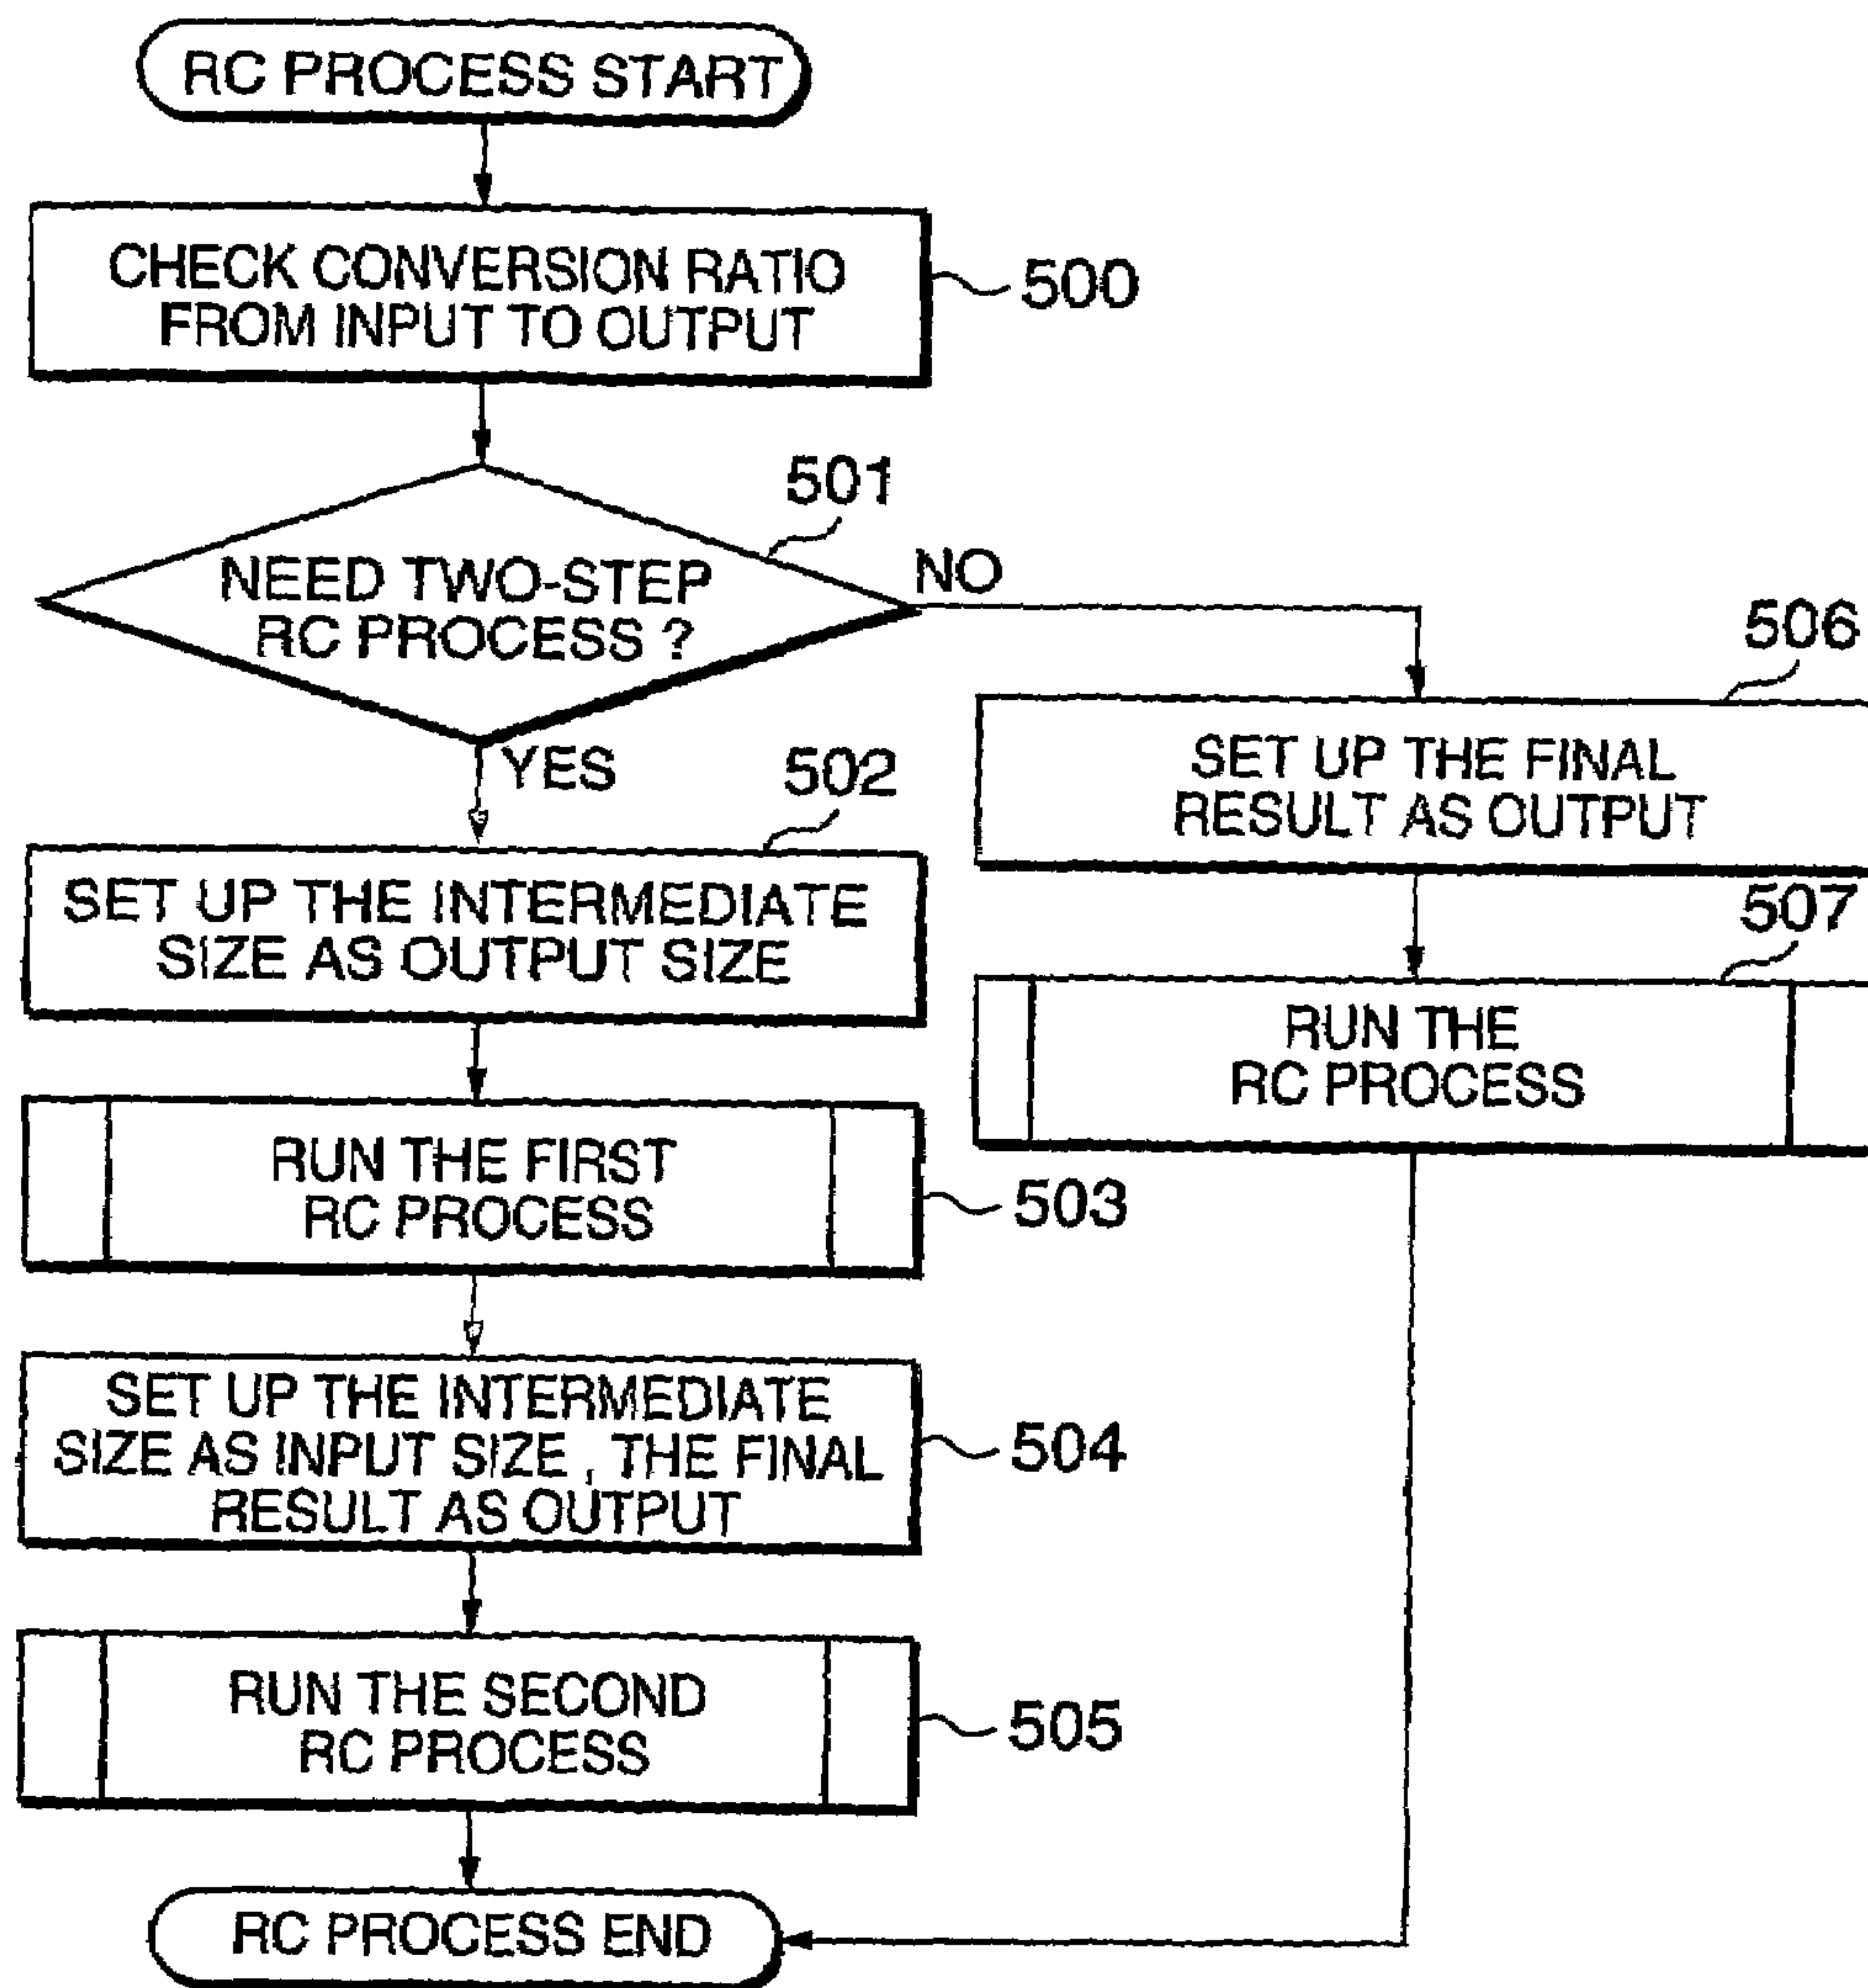 RC PROCESS START
CHECK CONVERSION RATIO
FROM INPUT TO OUTPUT
500
501
NEED TWO-STEP
RC PROCESS ?
NO
YES
502
SET UP THE INTERMEDIATE
SIZE AS OUTPUT SIZE
RUN THE FIRST
RC PROCESS
503
SET UP THE INTERMEDIATE
SIZE AS INPUT SIZE , THE FINAL
RESULT AS OUTPUT
504
RUN THE SECOND
RC PROCESS
505
506
SET UP THE FINAL
RESULT AS OUTPUT
507
RUN THE
RC PROCESS
RC PROCESS END